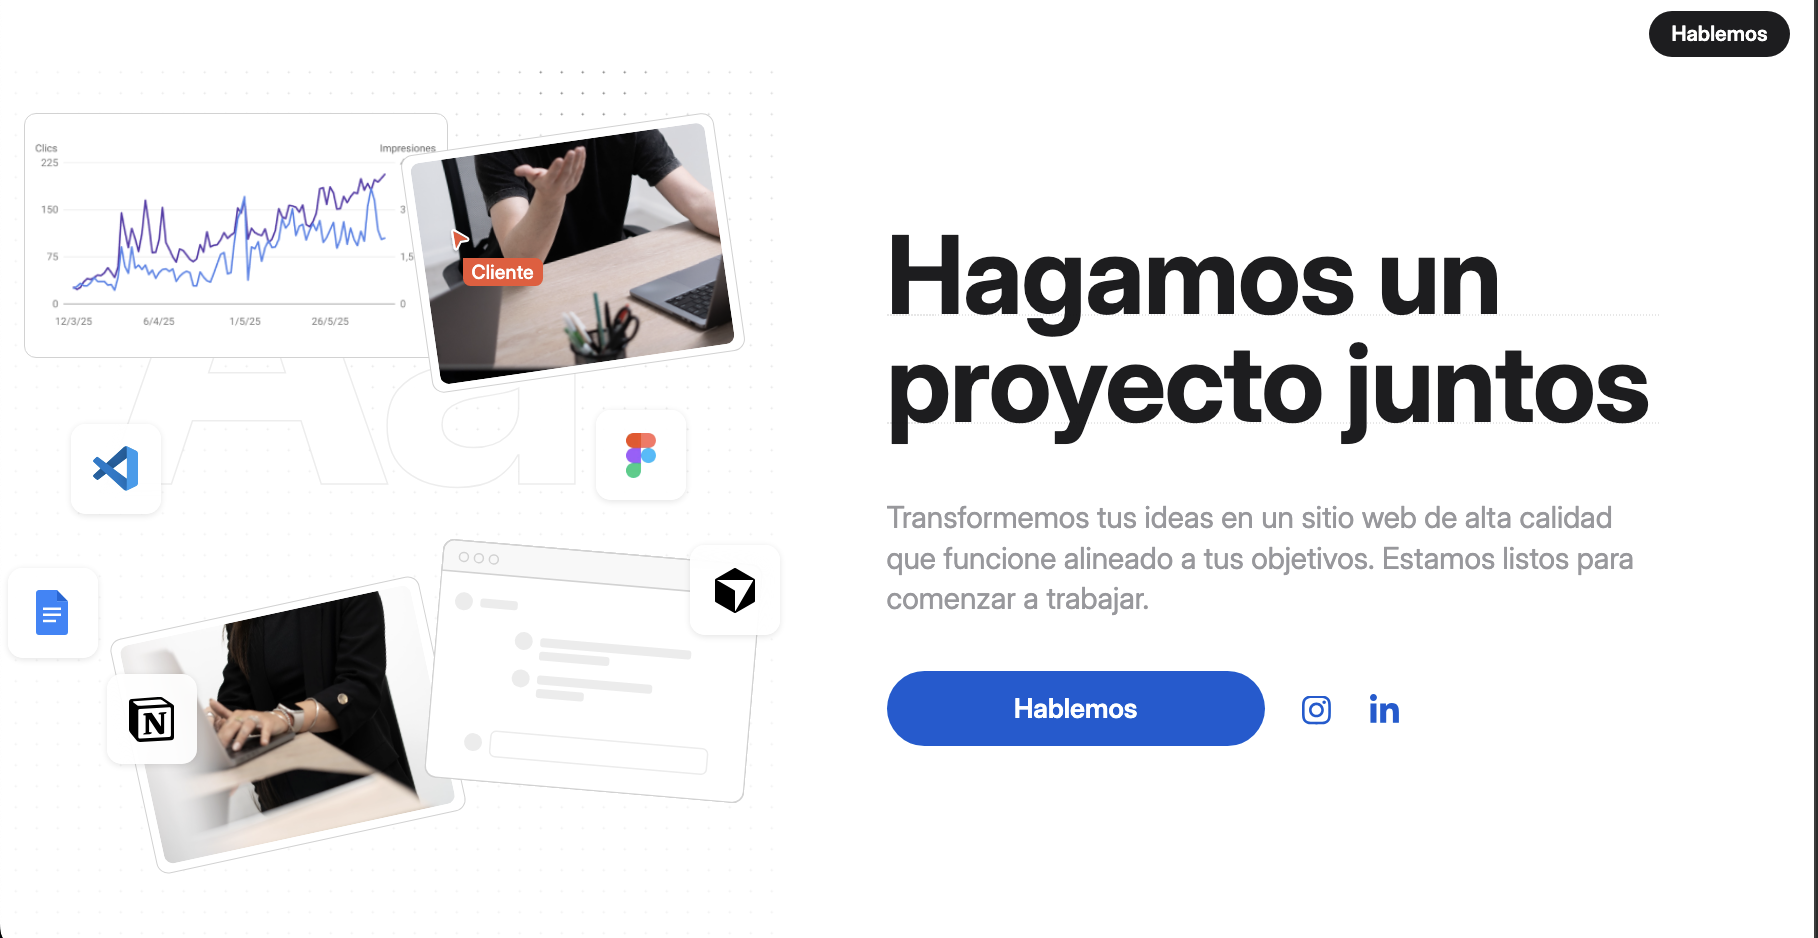 Hablemos
Clics
Impresiones
225
150
3
75
1,5
0
0
12/3/25
6/4/25
1/5/25
26/5/25
Cliente
Aa
N
Hagamos un
proyecto juntos
Transformemos tus ideas en un sitio web de alta calidad
que funcione alineado a tus objetivos. Estamos listos para
comenzar a trabajar.
Hablemos
in